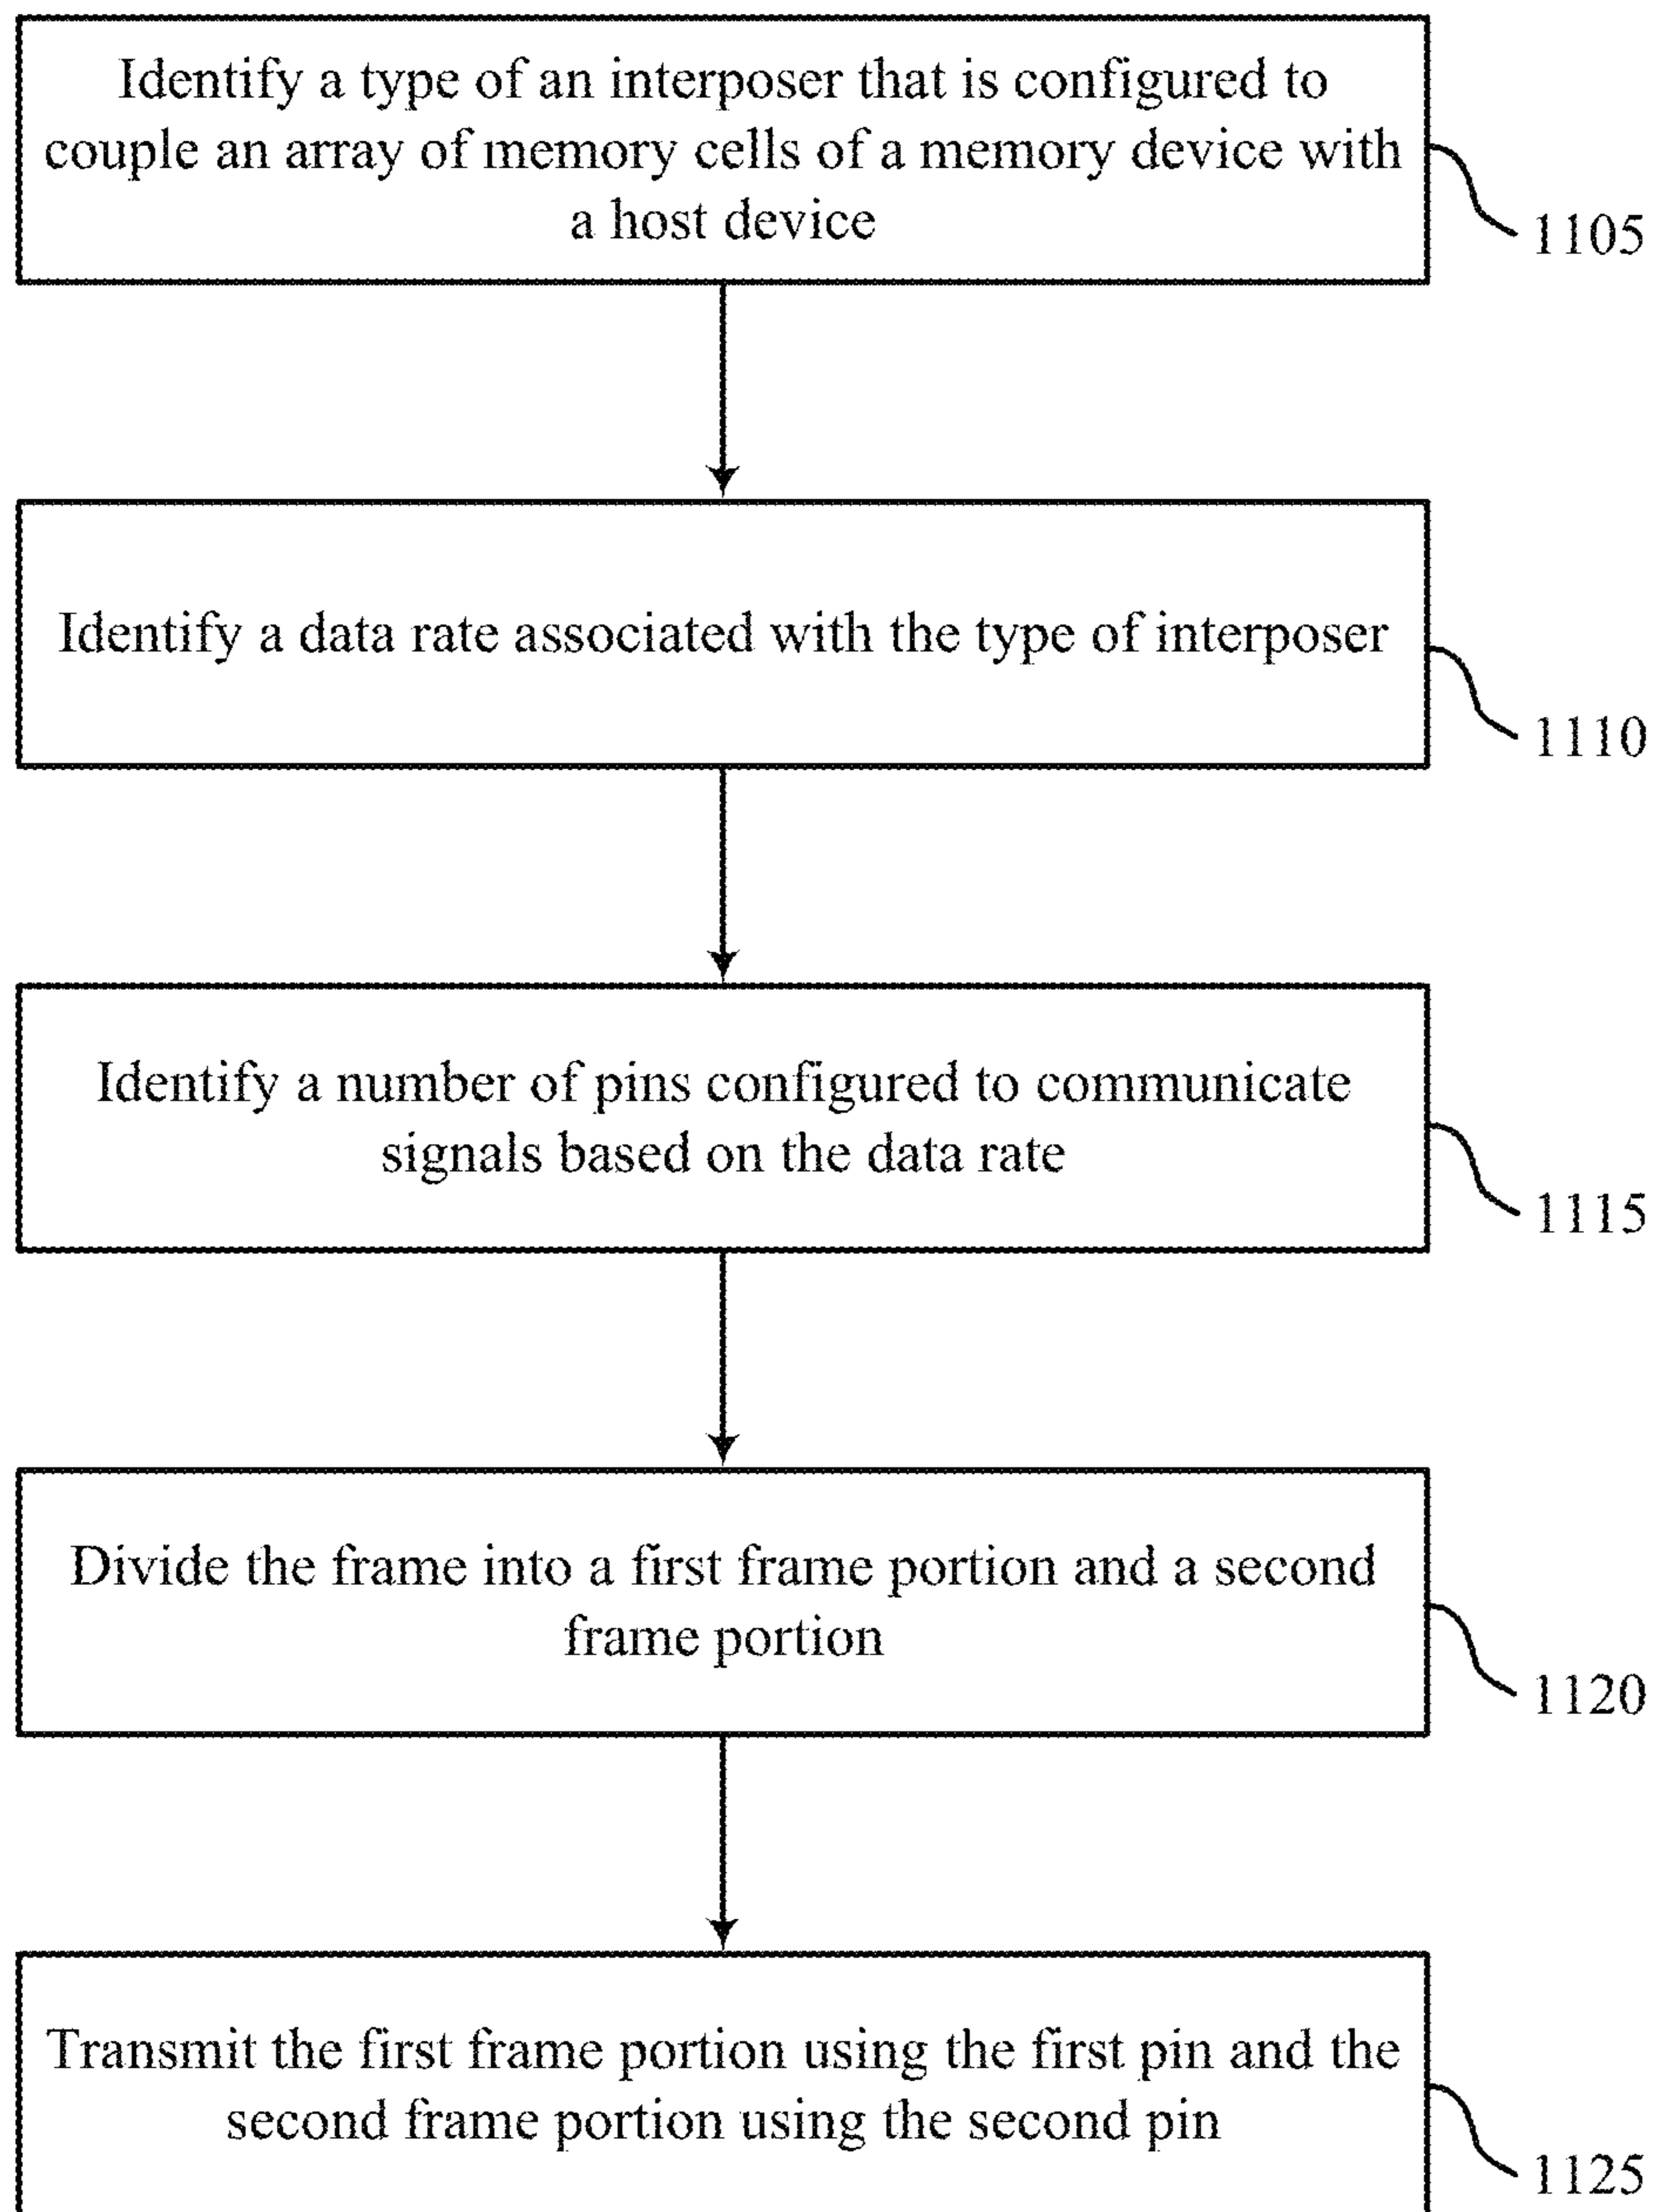 Identify a type of an interposer that is configured to
couple an array of memory cells of a memory device with
a host device
1105
Identify a data rate associated with the type of interposer
1110
Identify a number of pins configured to communicate
signals based on the data rate
1115
Divide the frame into a first frame portion and a second
frame portion
1120
Transmit the first frame portion using the first pin and the
second frame portion using the second pin
1125